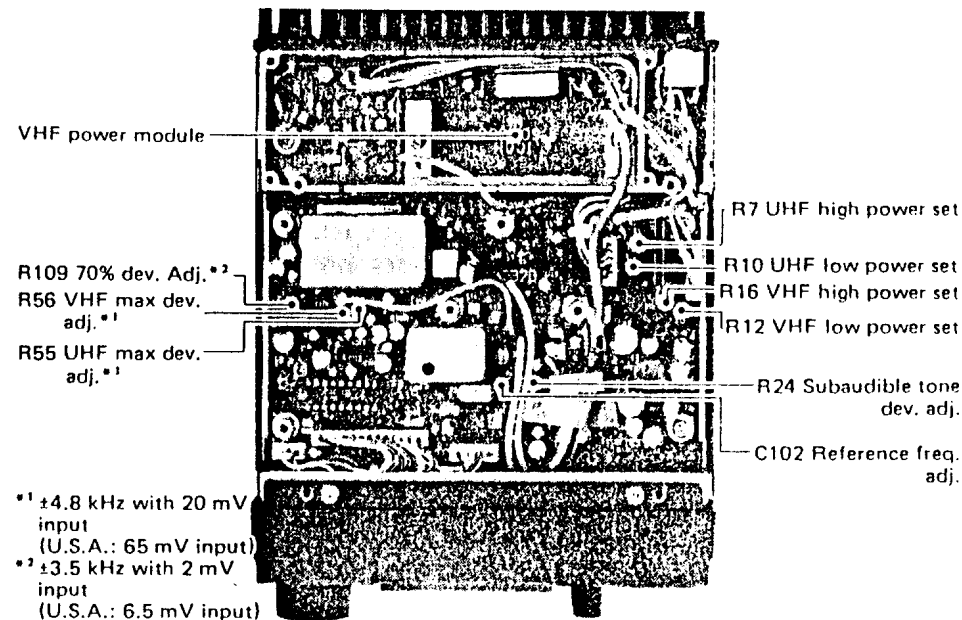 VHF power module
R109 70% dev. Adj.*2
R56 VHF max dev.
adj.*1
R55 UHF max dev.
adj.*1
R7 UHF high power set
R10 UHF low power set
R16 VHF high power set
R12 VHF low power set
R24 Subaudible tone
dev. adj.
C102 Reference freq.
adj.
*1 ±4.8 kHz with 20 mV
input
(U.S.A.: 65 mV input)
*2 ±3.5 kHz with 2 mV
input
(U.S.A.: 6.5 mV input)